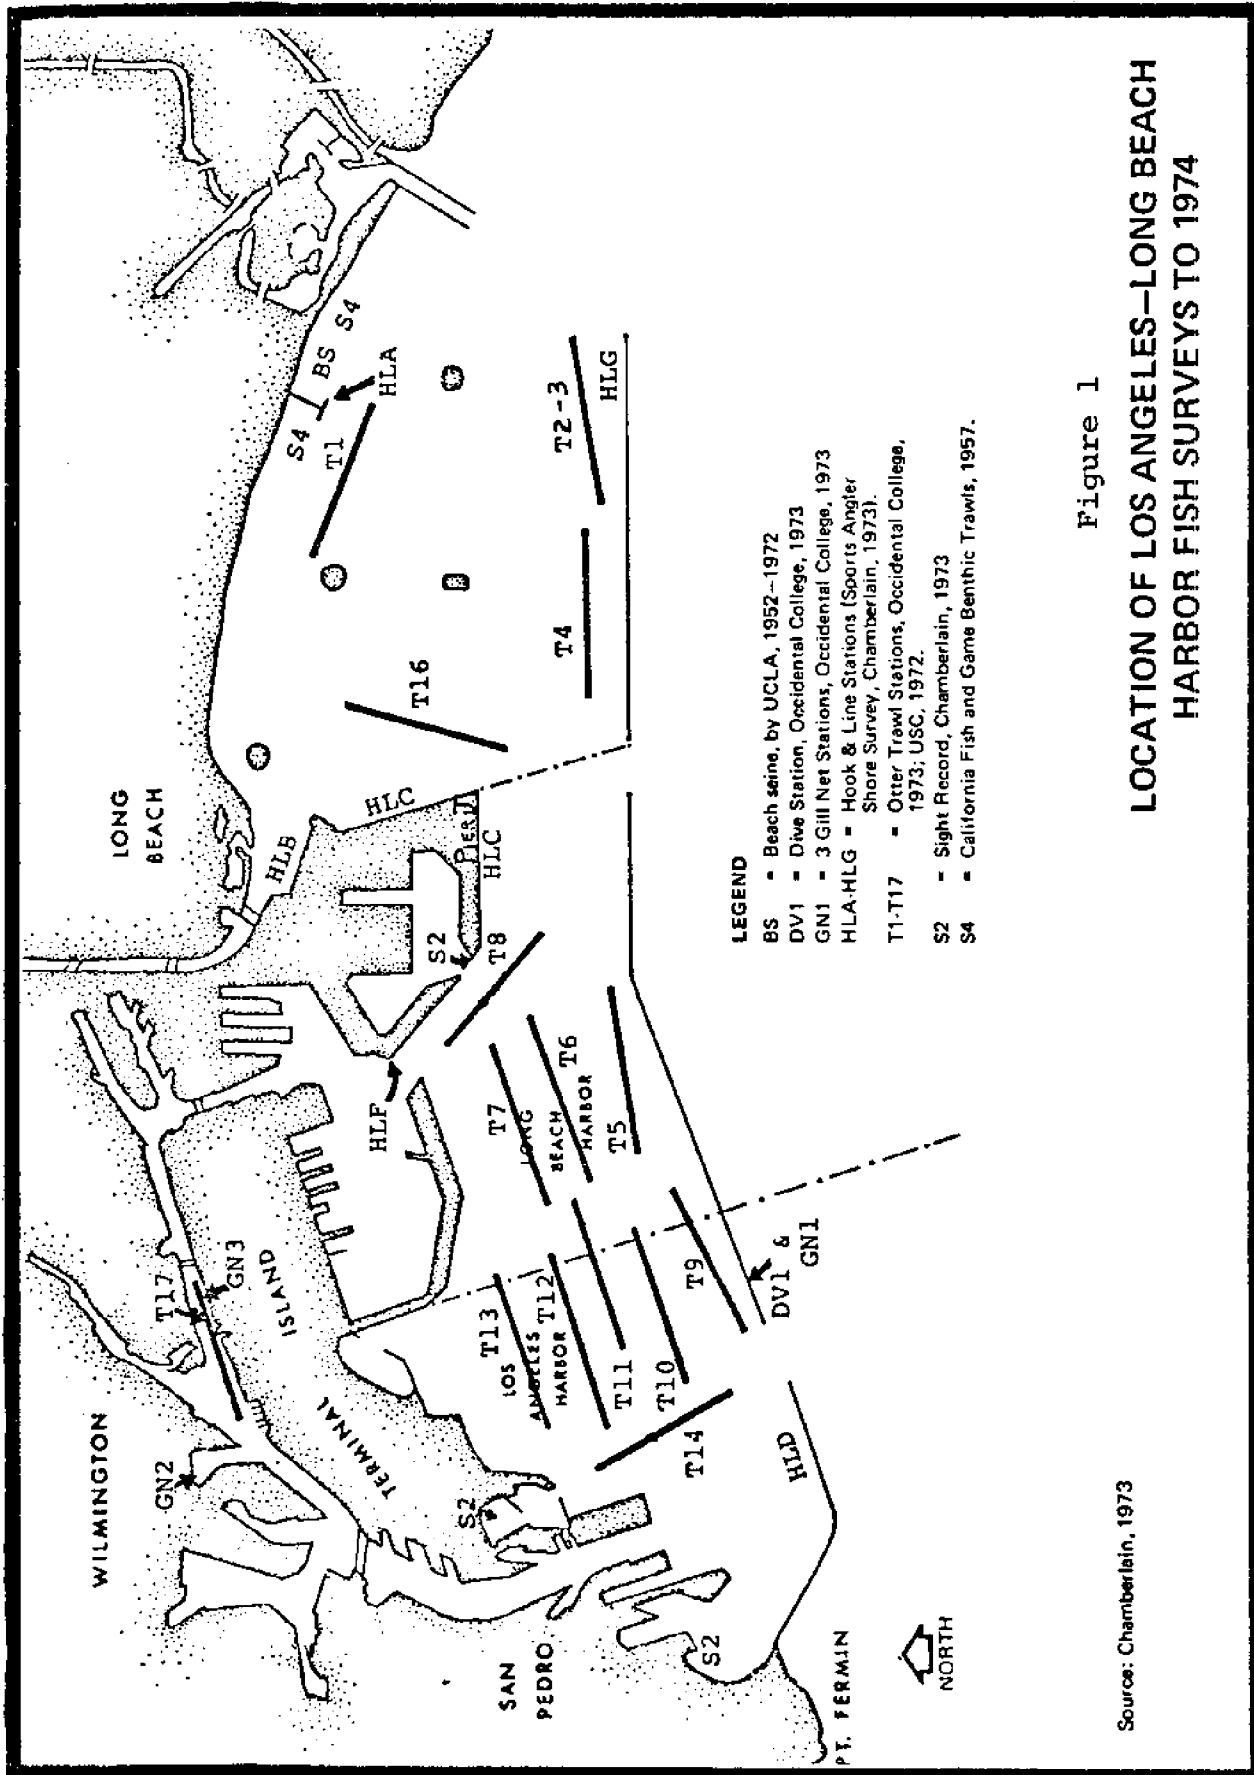 WILMINGTON
LONG
BEACH
GN2
T17
GN3
ISLAND
TERMINAL
SAN
PEDRO
S2
S2
PT. FERMIN
NORTH
HLF
HLB
HLC
PIER J
HLC
S2
T8
T7
LONG
BEACH
HARBOR
T6
T5
T13
LOS
ANGELES
HARBOR
T12
T11
T10
T9
T14
HLD
DV1 &
GN1
T16
S4
T1
BS
S4
HLA
T4
T2-3
HLG
LEGEND
BS = Beach seine, by UCLA, 1952–1972
DV1 = Dive Station, Occidental College, 1973
GN1 = 3 Gill Net Stations, Occidental College, 1973
HLA-HLG = Hook & Line Stations (Sports Angler
Shore Survey, Chamberlain, 1973).
T1-T17 = Otter Trawl Stations, Occidental College,
1973; USC, 1972.
S2 = Sight Record, Chamberlain, 1973
S4 = California Fish and Game Benthic Trawls, 1957.
Figure 1
LOCATION OF LOS ANGELES–LONG BEACH
HARBOR FISH SURVEYS TO 1974
Source: Chamberlain, 1973